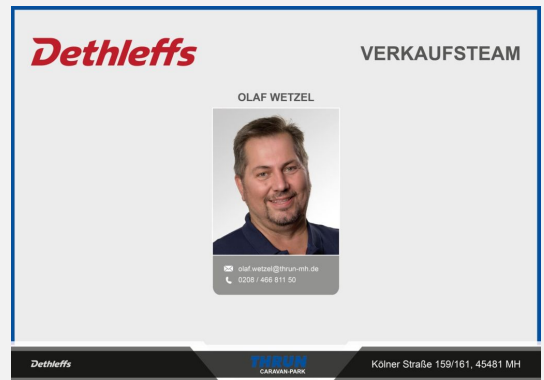 Dethleffs
VERKAUFSTEAM
OLAF WETZEL
olaf.wetzel@thrun-mh.de
0208 / 466 811 50
Dethleffs
THRUN
CARAVAN-PARK
Kölner Straße 159/161, 45481 MH